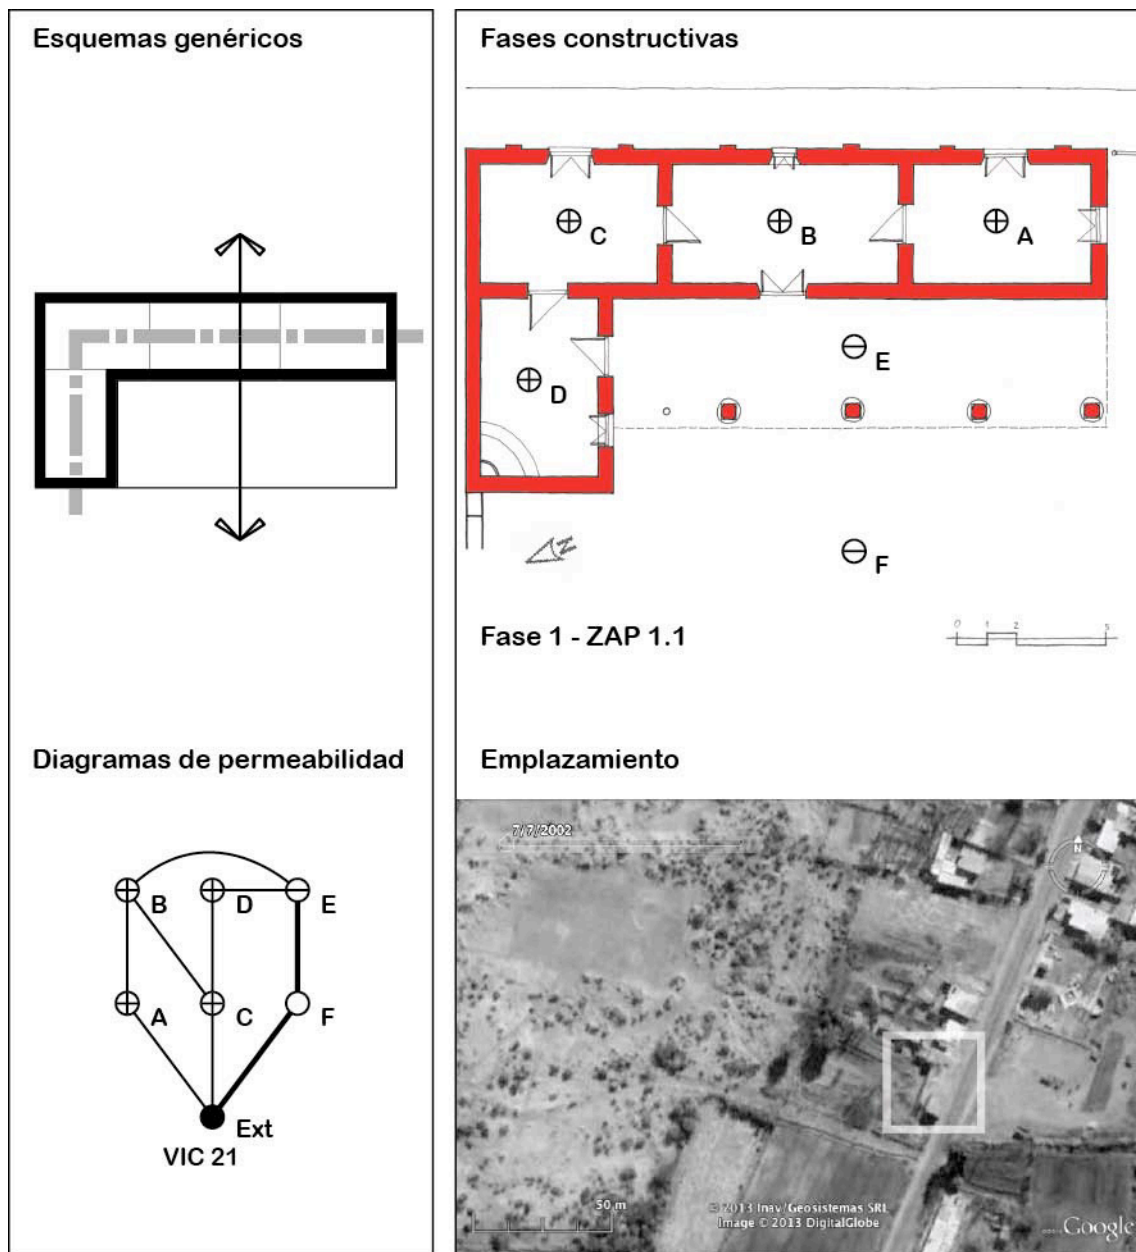 Esquemas genéricos
Fases constructivas
C
B
A
E
D
F
N
Fase 1 - ZAP 1.1
0 1 2 5
Diagramas de permeabilidad
B
D
E
A
C
F
Ext
VIC 21
Emplazamiento
7/7/2002
N
50 m
© 2013 Inav/Geosistemas SRL
Image © 2013 DigitalGlobe
Google